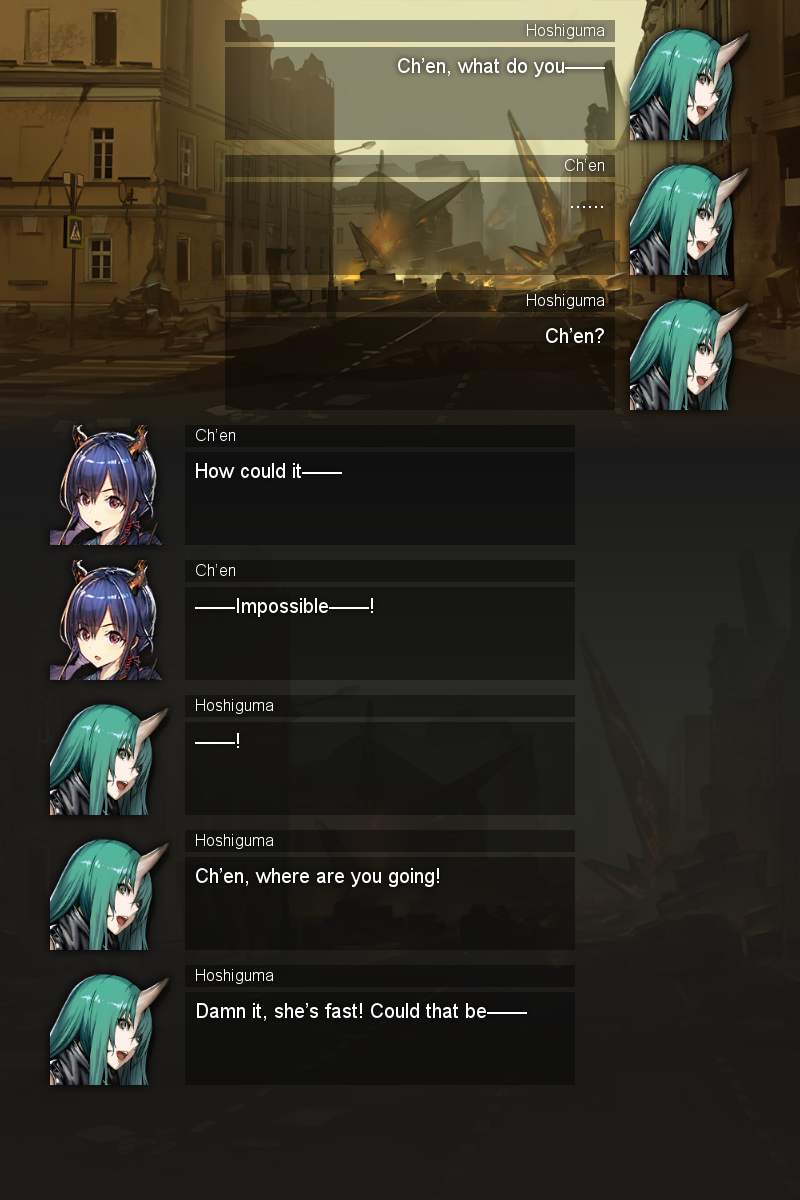 Hoshiguma
Ch'en, what do you——
Ch'en
......
Hoshiguma
Ch'en?
Ch'en
How could it——
Ch'en
——Impossible——!
Hoshiguma
——!
Hoshiguma
Ch'en, where are you going!
Hoshiguma
Damn it, she's fast! Could that be——